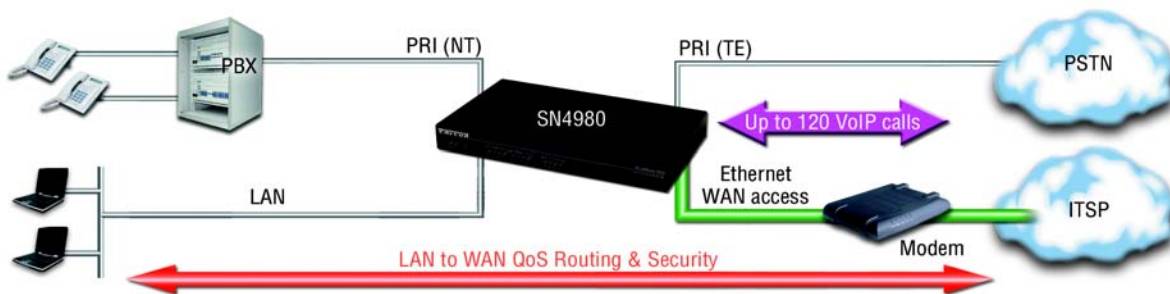 PBX
PRI (NT)
PRI (TE)
PSTN
SN4980
Up to 120 VoIP calls
PATTON
LAN
Ethernet
WAN access
ITSP
Modem
LAN to WAN QoS Routing & Security